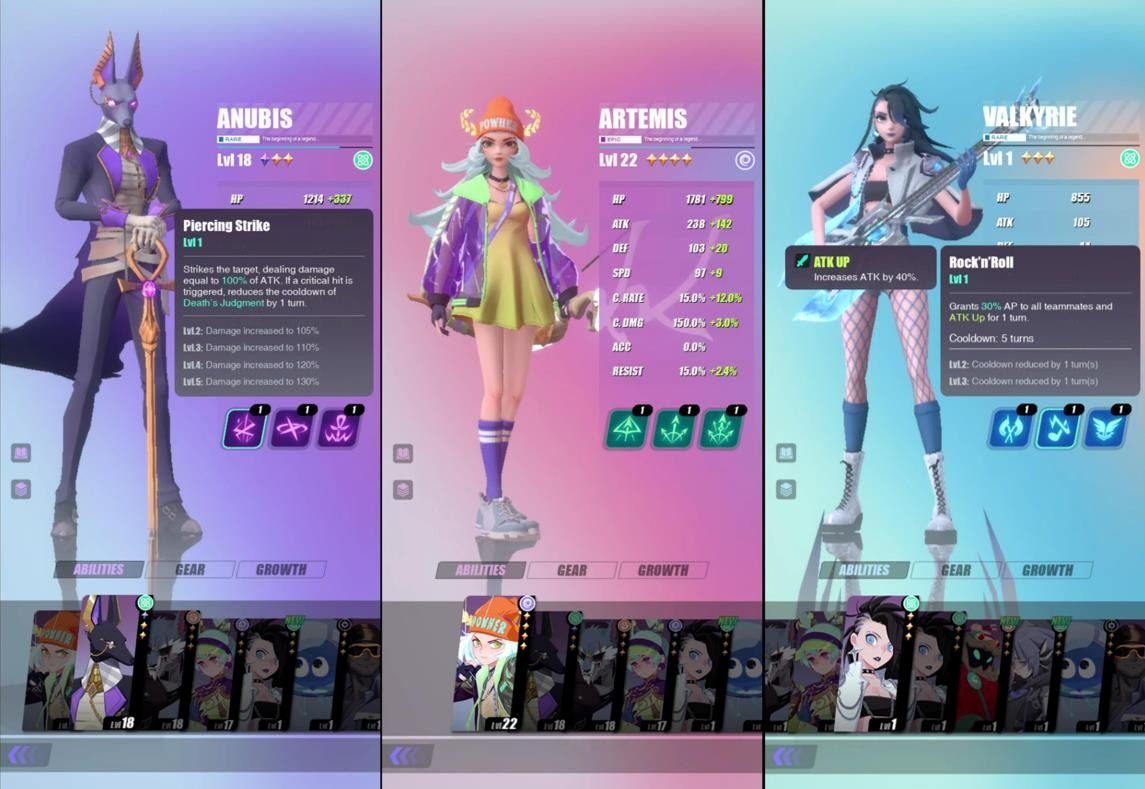 ANUBIS
RARE The beginning of a legend...
Lvl 18
HP 1214 +337
Piercing Strike
Lvl 1
Strikes the target, dealing damage
equal to 100% of ATK. If a critical hit is
triggered, reduces the cooldown of
Death's Judgment by 1 turn.
Lvl.2: Damage increased to 105%
Lvl.3: Damage increased to 110%
Lvl.4: Damage increased to 120%
Lvl.5: Damage increased to 130%
1 1 1
ABILITIES GEAR GROWTH
NEW
Lvl Lvl 18 Lvl 18 Lvl 17 Lvl 1 Lvl 1 Lvl 1
ARTEMIS
EPIC The beginning of a legend...
Lvl 22
POWHER
HP 1781 +799
ATK 238 +142
DEF 103 +20
SPD 97 +9
C. RATE 15.0% +12.0%
C. DMG 150.0% +3.0%
ACC 0.0%
RESIST 15.0% +2.4%
1 1 1
ABILITIES GEAR GROWTH
NEW
Lvl 22 Lvl 18 Lvl 18 Lvl 17 Lvl 1
VALKYRIE
RARE The beginning of a legend...
Lvl 1
HP 855
ATK 105
ATK UP
Increases ATK by 40%.
Rock'n'Roll
Lvl 1
Grants 30% AP to all teammates and
ATK Up for 1 turn.
Cooldown: 5 turns
Lvl.2: Cooldown reduced by 1 turn(s)
Lvl.3: Cooldown reduced by 1 turn(s)
1 1 1
ABILITIES GEAR GROWTH
NEW NEW
Lvl 1 Lvl 1 Lvl 1 Lvl 1 Lvl 1